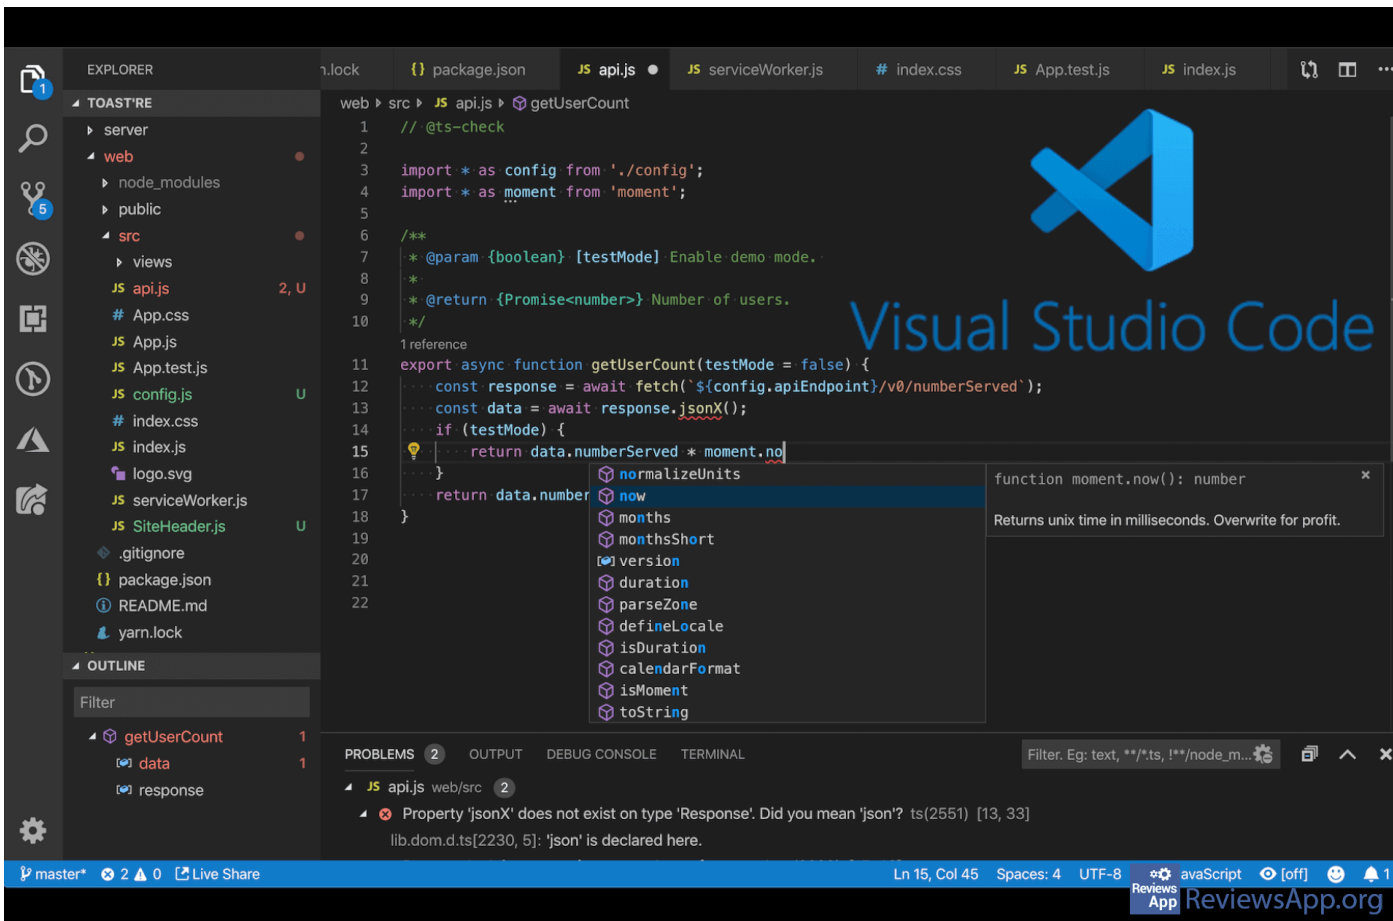 EXPLORER
n.lock
{} package.json
JS api.js
JS serviceWorker.js
# index.css
JS App.test.js
JS index.js
1
TOAST'RE
server
web
node_modules
public
src
views
JS api.js 2, U
# App.css
JS App.js
JS App.test.js
JS config.js U
# index.css
JS index.js
logo.svg
JS serviceWorker.js
JS SiteHeader.js U
.gitignore
{} package.json
README.md
yarn.lock
5
OUTLINE
Filter
getUserCount 1
data 1
response
web src JS api.js getUserCount
1 // @ts-check
2
3 import * as config from './config';
4 import * as moment from 'moment';
5
6 /**
7 * @param {boolean} [testMode] Enable demo mode.
8 *
9 * @return {Promise<number>} Number of users.
10 */
1 reference
11 export async function getUserCount(testMode = false) {
12 const response = await fetch(`${config.apiEndpoint}/v0/numberServed`);
13 const data = await response.jsonX();
14 if (testMode) {
15 return data.numberServed * moment.no
16 }
17 return data.number
18 }
19
20
21
22
normalizeUnits
now
months
monthsShort
version
duration
parseZone
defineLocale
isDuration
calendarFormat
isMoment
toString
function moment.now(): number
Returns unix time in milliseconds. Overwrite for profit.
Visual Studio Code
PROBLEMS 2 OUTPUT DEBUG CONSOLE TERMINAL
Filter. Eg: text, **/*.ts, !**/node_m...
JS api.js web/src 2
Property 'jsonX' does not exist on type 'Response'. Did you mean 'json'? ts(2551) [13, 33]
lib.dom.d.ts[2230, 5]: 'json' is declared here.
master* 2 0 Live Share
Ln 15, Col 45 Spaces: 4 UTF-8 avaScript [off] 1
Reviews
App
ReviewsApp.org